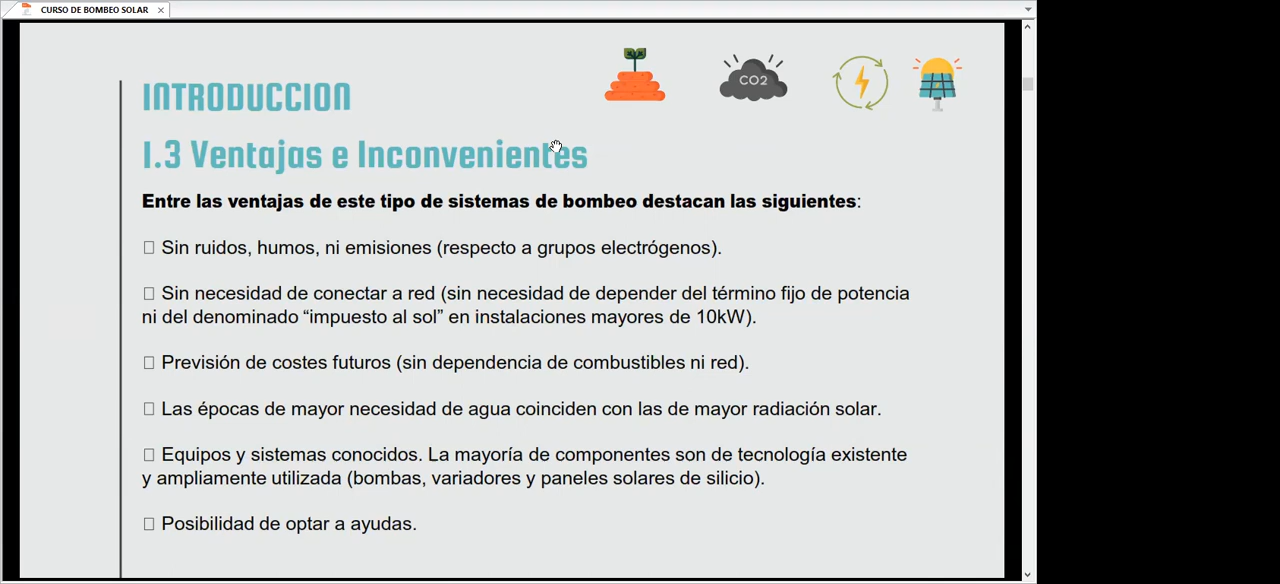 CURSO DE BOMBEO SOLAR
CO2
INTRODUCCION
1.3 Ventajas e Inconvenientes
Entre las ventajas de este tipo de sistemas de bombeo destacan las siguientes:
Sin ruidos, humos, ni emisiones (respecto a grupos electrógenos).
Sin necesidad de conectar a red (sin necesidad de depender del término fijo de potencia
ni del denominado “impuesto al sol” en instalaciones mayores de 10kW).
Previsión de costes futuros (sin dependencia de combustibles ni red).
Las épocas de mayor necesidad de agua coinciden con las de mayor radiación solar.
Equipos y sistemas conocidos. La mayoría de componentes son de tecnología existente
y ampliamente utilizada (bombas, variadores y paneles solares de silicio).
Posibilidad de optar a ayudas.